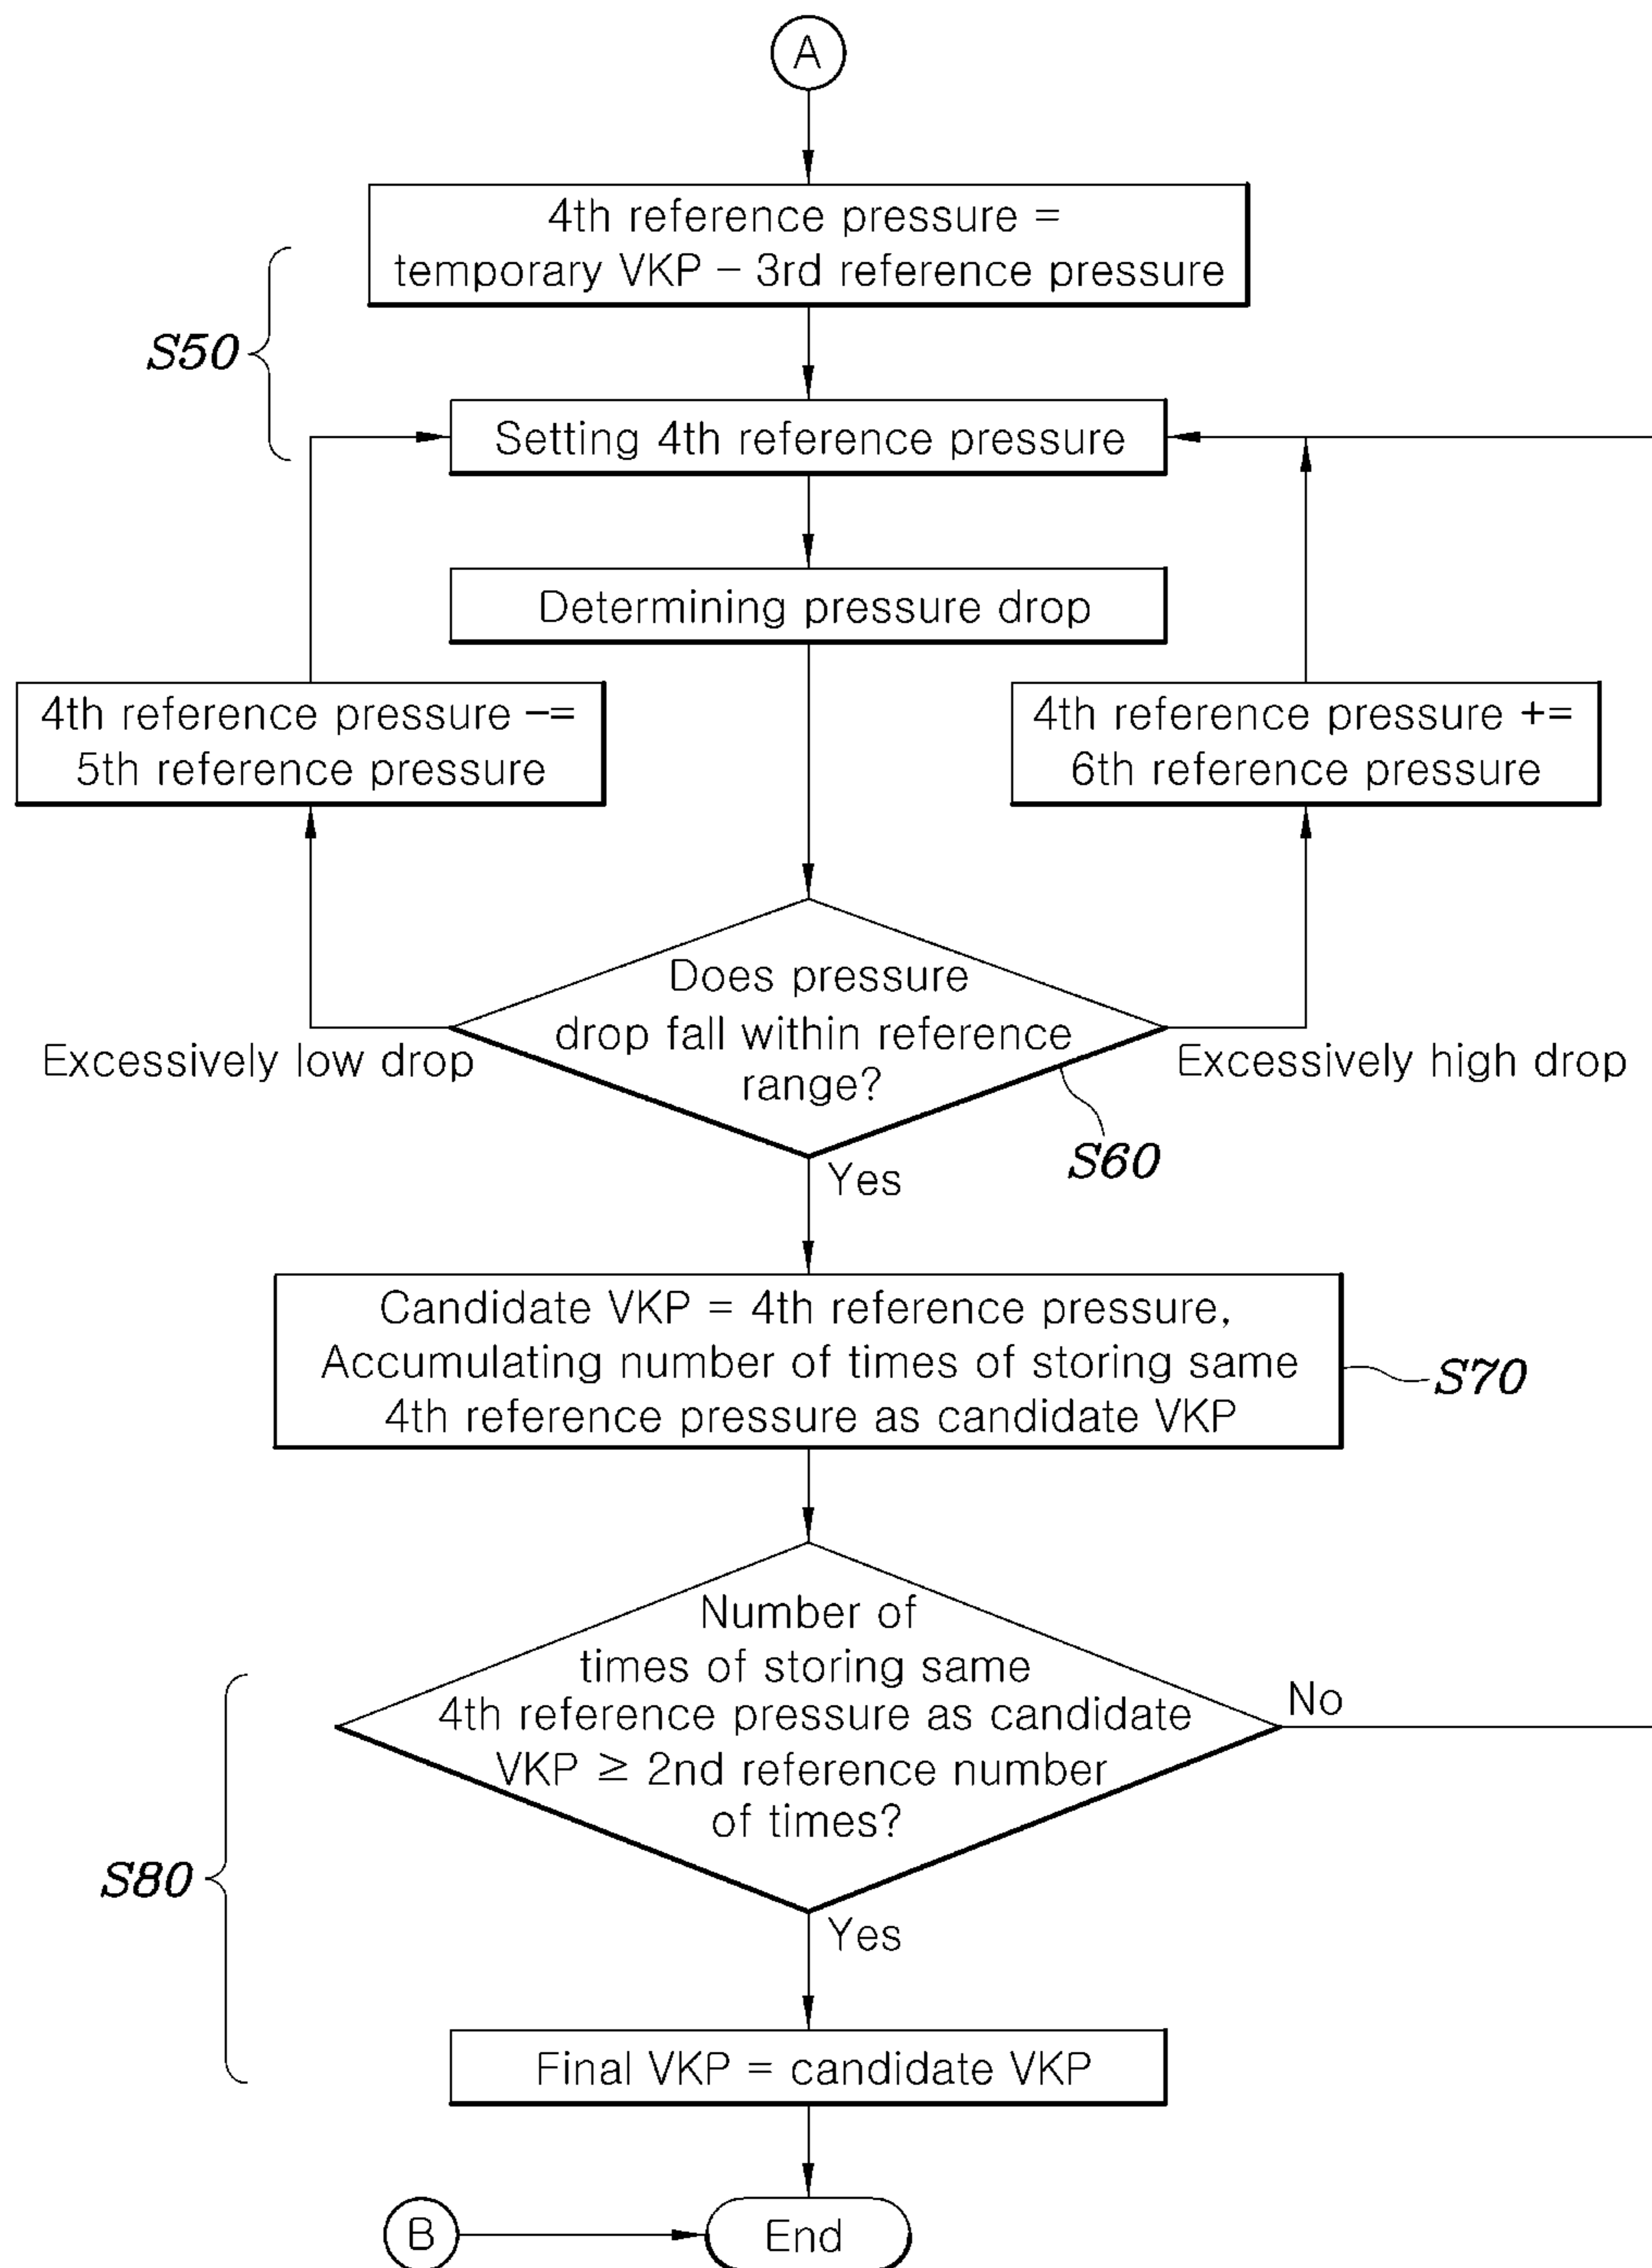 A
4th reference pressure =
temporary VKP – 3rd reference pressure
S50
Setting 4th reference pressure
Determining pressure drop
4th reference pressure –=
5th reference pressure
4th reference pressure +=
6th reference pressure
Does pressure
drop fall within reference
range?
Excessively low drop
Excessively high drop
S60
Yes
Candidate VKP = 4th reference pressure,
Accumulating number of times of storing same
4th reference pressure as candidate VKP
S70
Number of
times of storing same
4th reference pressure as candidate
VKP ≥ 2nd reference number
of times?
No
S80
Yes
Final VKP = candidate VKP
B
End